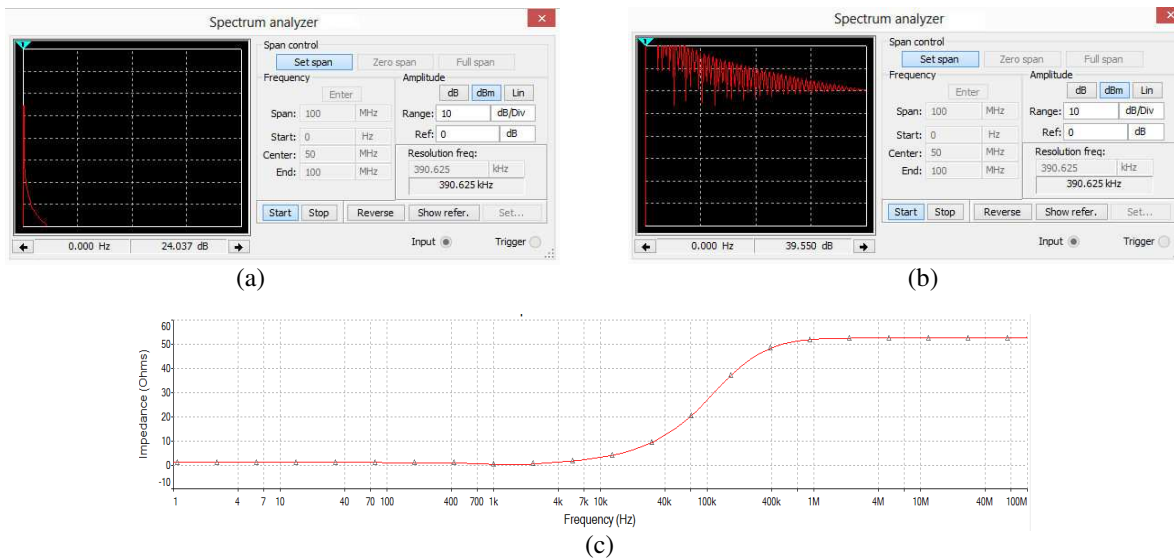 Spectrum analyzer
Span control
Set span Zero span Full span
Frequency Amplitude
Enter dB dBm Lin
Span: 100 MHz Range: 10 dB/Div
Start: 0 Hz Ref: 0 dB
Center: 50 MHz Resolution freq:
390.625 kHz
End: 100 MHz 390.625 kHz
Start Stop Reverse Show refer. Set...
0.000 Hz 24.037 dB Input Trigger
(a)
Spectrum analyzer
Span control
Set span Zero span Full span
Frequency Amplitude
Enter dB dBm Lin
Span: 100 MHz Range: 10 dB/Div
Start: 0 Hz Ref: 0 dB
Center: 50 MHz Resolution freq:
390.625 kHz
End: 100 MHz 390.625 kHz
Start Stop Reverse Show refer. Set...
0.000 Hz 39.550 dB Input Trigger
(b)
Impedance (Ohms)
60
50
40
30
20
10
0
-10
1 4 7 10 40 70 100 400 700 1k 4k 7k 10k 40k 100k 400k 1M 4M 10M 40M 100M
Frequency (Hz)
(c)